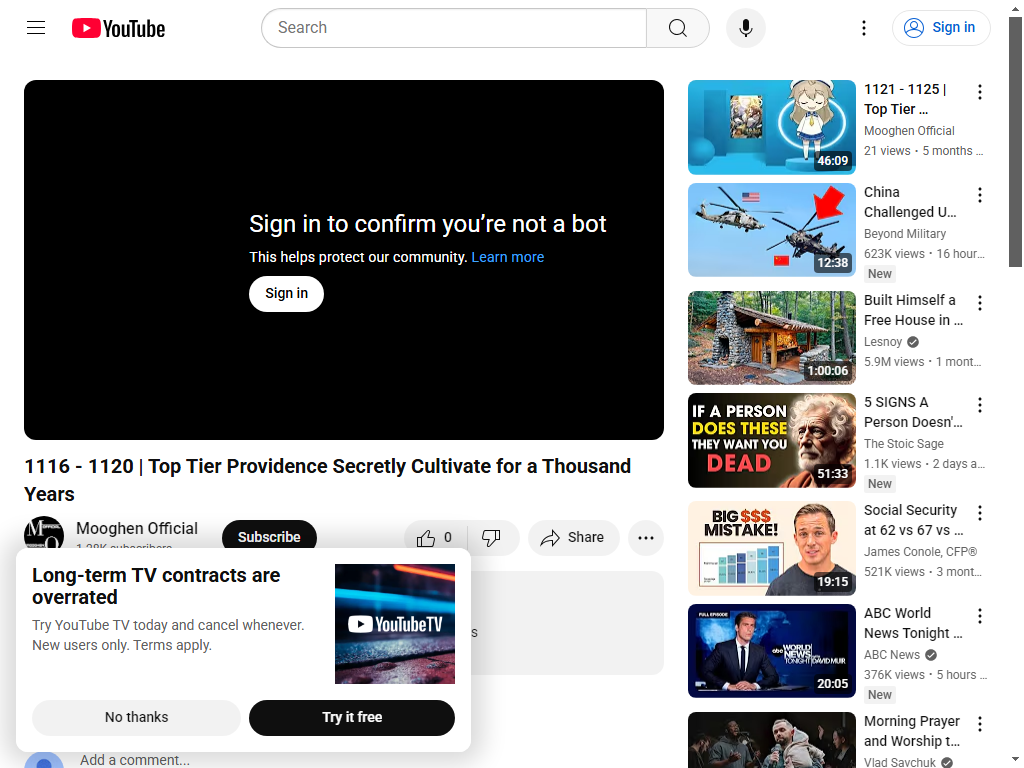 YouTube
Search
Sign in
Sign in to confirm you’re not a bot
This helps protect our community. Learn more
Sign in
1116 - 1120 | Top Tier Providence Secretly Cultivate for a Thousand
Years
Mooghen Official
Subscribe
0
Share
Long-term TV contracts are
overrated
Try YouTube TV today and cancel whenever.
New users only. Terms apply.
YouTubeTV
No thanks
Try it free
Add a comment...
1121 - 1125 |
Top Tier ...
Mooghen Official
21 views • 5 months ...
46:09
China
Challenged U...
Beyond Military
623K views • 16 hour...
New
12:38
Built Himself a
Free House in ...
Lesnoy
5.9M views • 1 mont...
1:00:06
IF A PERSON
DOES THESE
THEY WANT YOU
DEAD
51:33
5 SIGNS A
Person Doesn'...
The Stoic Sage
1.1K views • 2 days a...
New
BIG $$$
MISTAKE!
19:15
Social Security
at 62 vs 67 vs ...
James Conole, CFP®
521K views • 3 mont...
FULL EPISODE
abc WORLD
NEWS
TONIGHT DAVID MUIR
20:05
ABC World
News Tonight ...
ABC News
376K views • 5 hours ...
New
Morning Prayer
and Worship t...
Vlad Savchuk